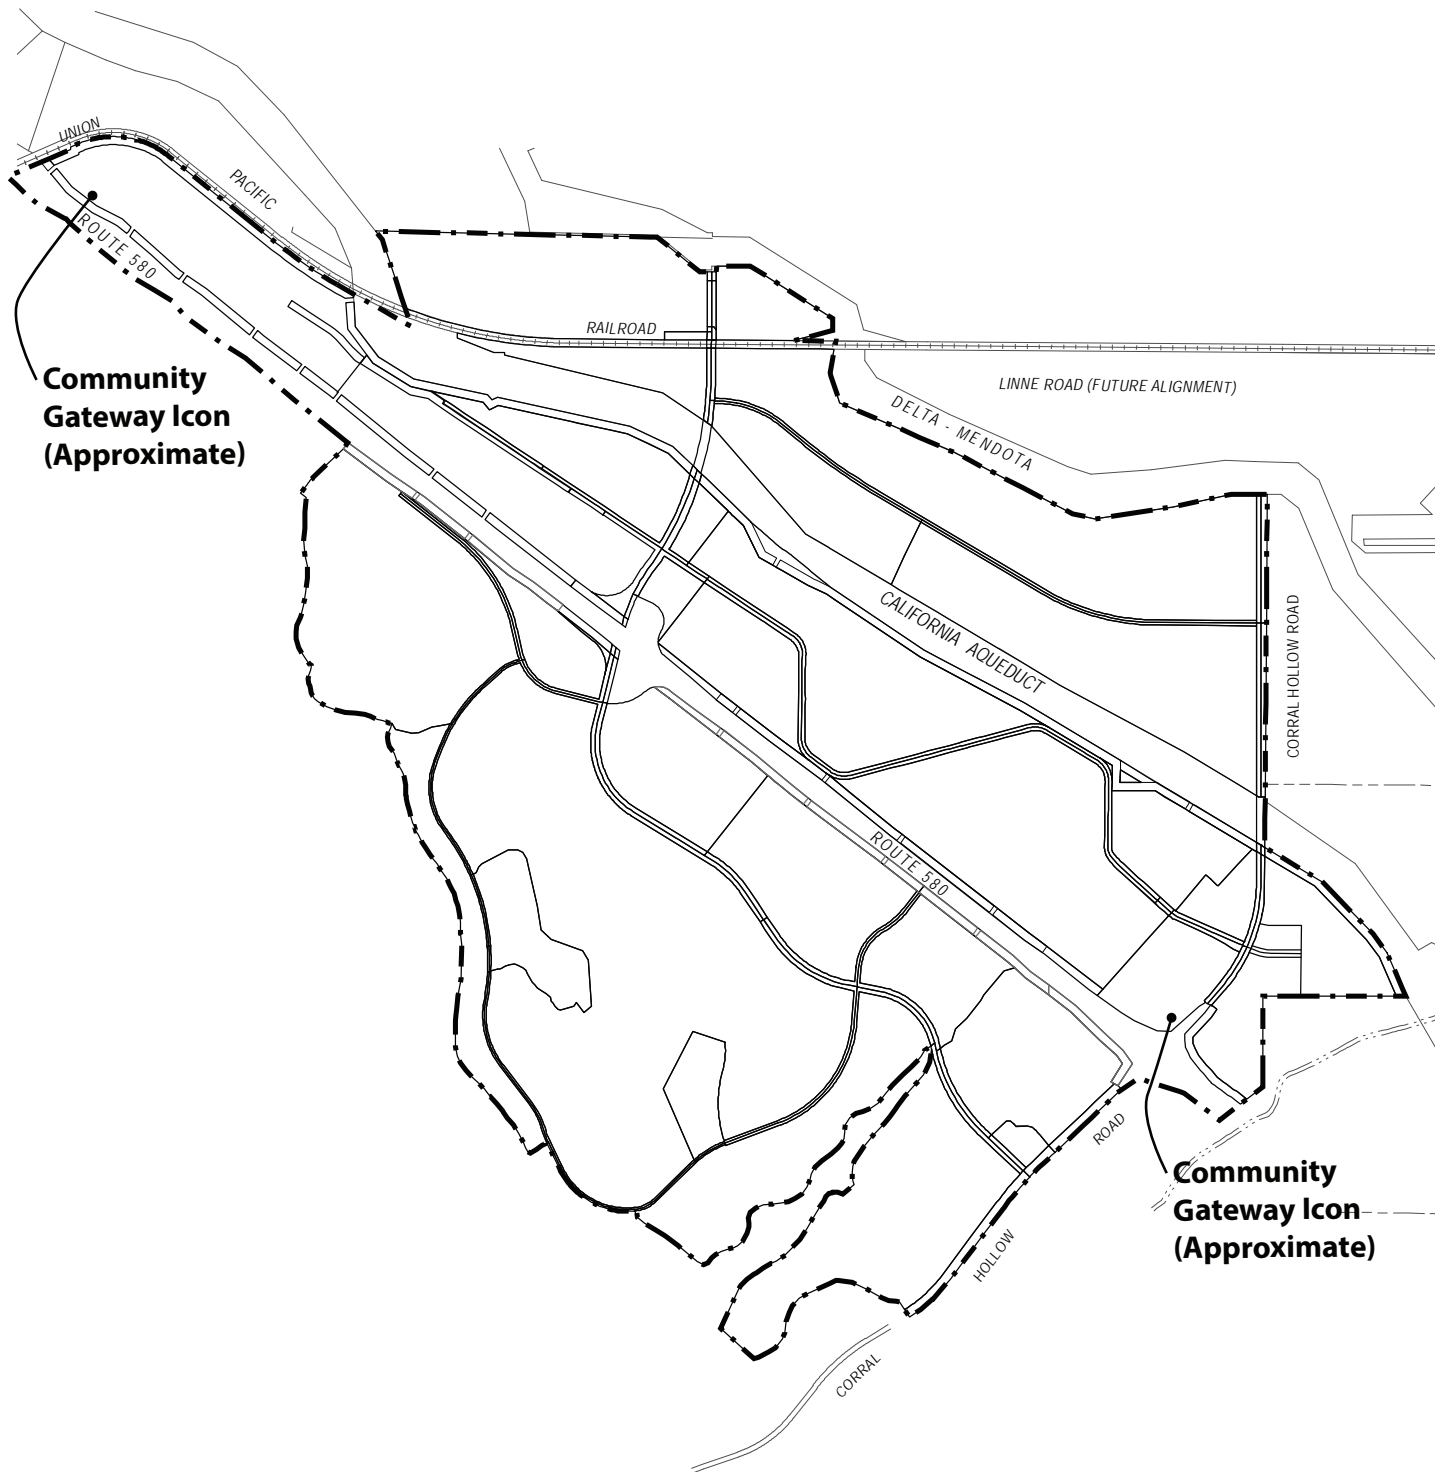 UNION
PACIFIC
ROUTE 580
RAILROAD
Community
Gateway Icon
(Approximate)
LINNE ROAD (FUTURE ALIGNMENT)
DELTA - MENDOTA
CALIFORNIA AQUEDUCT
CORRAL HOLLOW ROAD
ROUTE 580
ROAD
Community
Gateway Icon
(Approximate)
HOLLOW
CORRAL